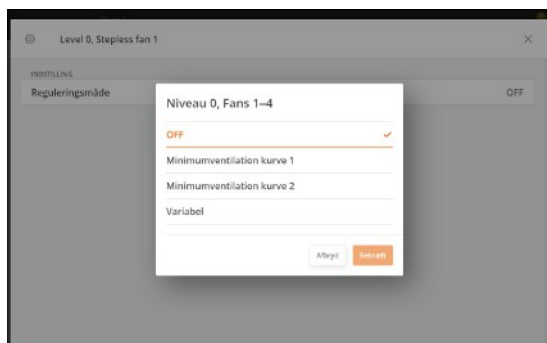 Level 0, Stepless fan 1
INDSTILLING
Reguleringsmåde OFF
Niveau 0, Fans 1–4
OFF
Minimumventilation kurve 1
Minimumventilation kurve 2
Variabel
Afbryd Bekræft